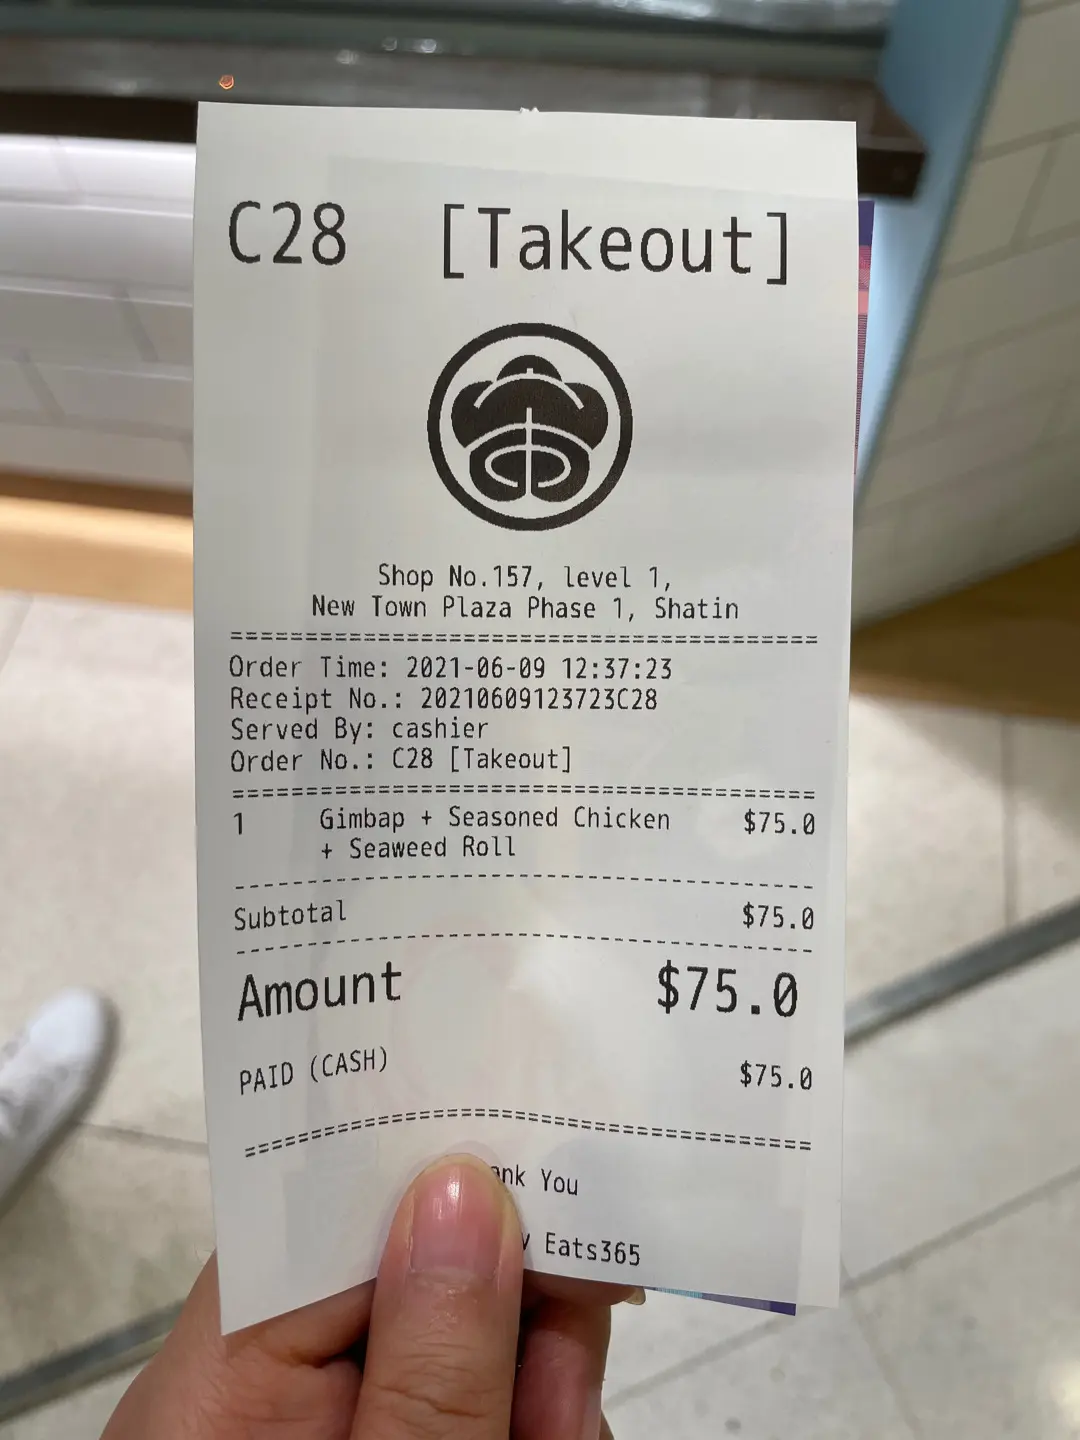 C28 [Takeout]
Shop No.157, level 1,
New Town Plaza Phase 1, Shatin
========================================
Order Time: 2021-06-09 12:37:23
Receipt No.: 20210609123723C28
Served By: cashier
Order No.: C28 [Takeout]
========================================
1 Gimbap + Seasoned Chicken $75.0
+ Seaweed Roll
----------------------------------------
Subtotal $75.0
----------------------------------------
Amount $75.0
PAID (CASH) $75.0
========================================
You
Eats365